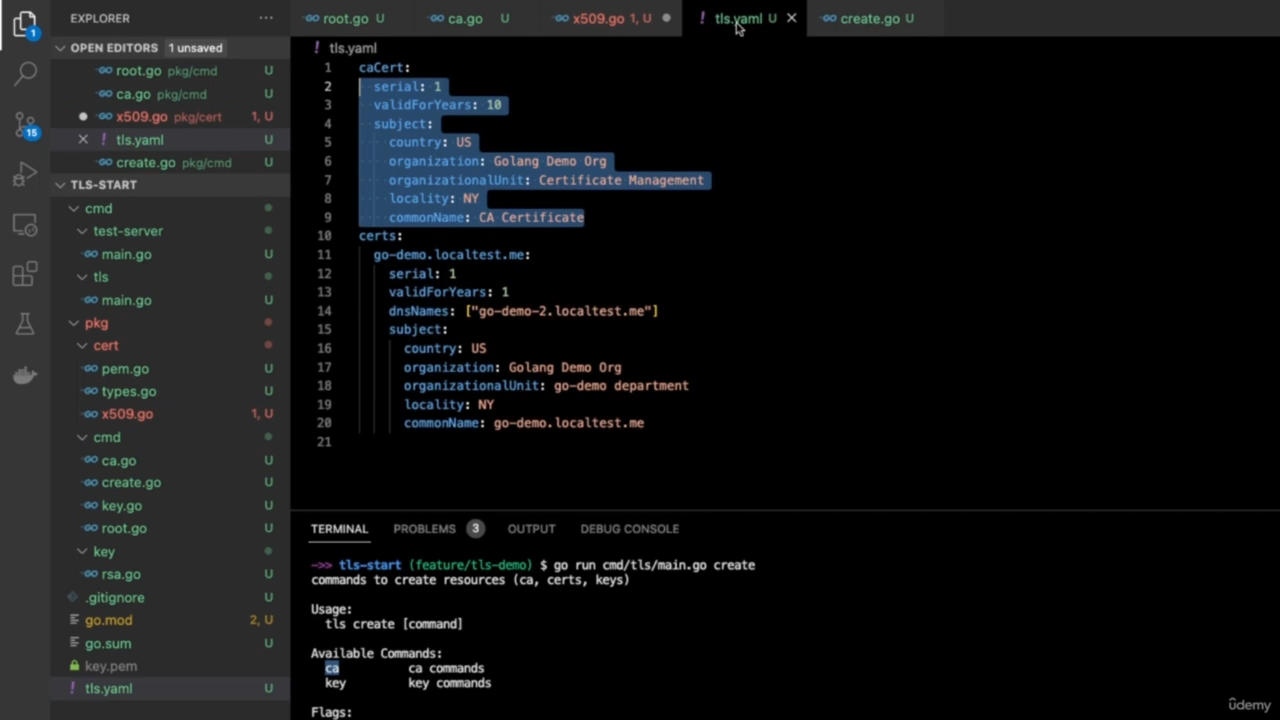 EXPLORER
OPEN EDITORS 1 unsaved
root.go pkg/cmd U
ca.go pkg/cmd U
x509.go pkg/cert 1, U
tls.yaml U
create.go pkg/cmd U
TLS-START
cmd
test-server
main.go U
tls
main.go U
pkg
cert
pem.go U
types.go U
x509.go 1, U
cmd
ca.go U
create.go U
key.go U
root.go U
key
rsa.go U
.gitignore U
go.mod 2, U
go.sum U
key.pem
tls.yaml U
1
15
root.go U ca.go U x509.go 1, U tls.yaml U create.go U
tls.yaml
1 caCert:
2 serial: 1
3 validForYears: 10
4 subject:
5 country: US
6 organization: Golang Demo Org
7 organizationalUnit: Certificate Management
8 locality: NY
9 commonName: CA Certificate
10 certs:
11 go-demo.localtest.me:
12 serial: 1
13 validForYears: 1
14 dnsNames: ["go-demo-2.localtest.me"]
15 subject:
16 country: US
17 organization: Golang Demo Org
18 organizationalUnit: go-demo department
19 locality: NY
20 commonName: go-demo.localtest.me
21
TERMINAL PROBLEMS 3 OUTPUT DEBUG CONSOLE
->> tls-start (feature/tls-demo) $ go run cmd/tls/main.go create
commands to create resources (ca, certs, keys)
Usage:
tls create [command]
Available Commands:
ca ca commands
key key commands
Flags:
ûdemy